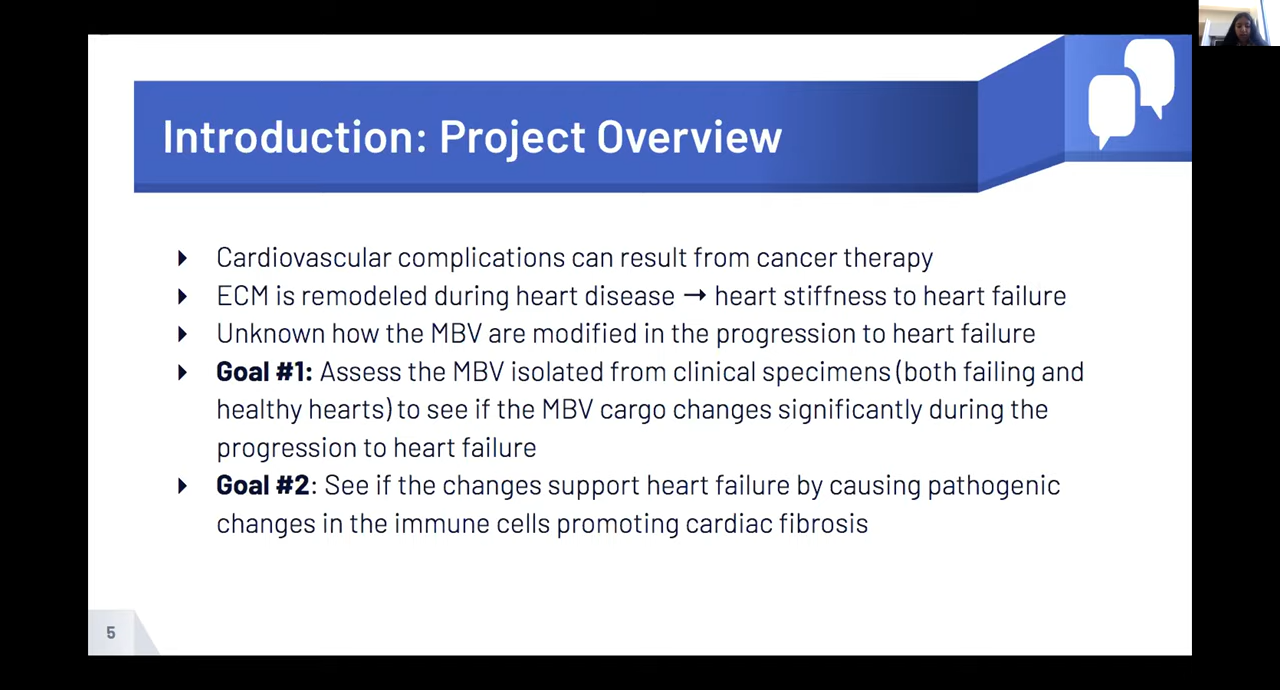 Introduction: Project Overview
Cardiovascular complications can result from cancer therapy
ECM is remodeled during heart disease → heart stiffness to heart failure
Unknown how the MBV are modified in the progression to heart failure
Goal #1: Assess the MBV isolated from clinical specimens (both failing and
healthy hearts) to see if the MBV cargo changes significantly during the
progression to heart failure
Goal #2: See if the changes support heart failure by causing pathogenic
changes in the immune cells promoting cardiac fibrosis
5